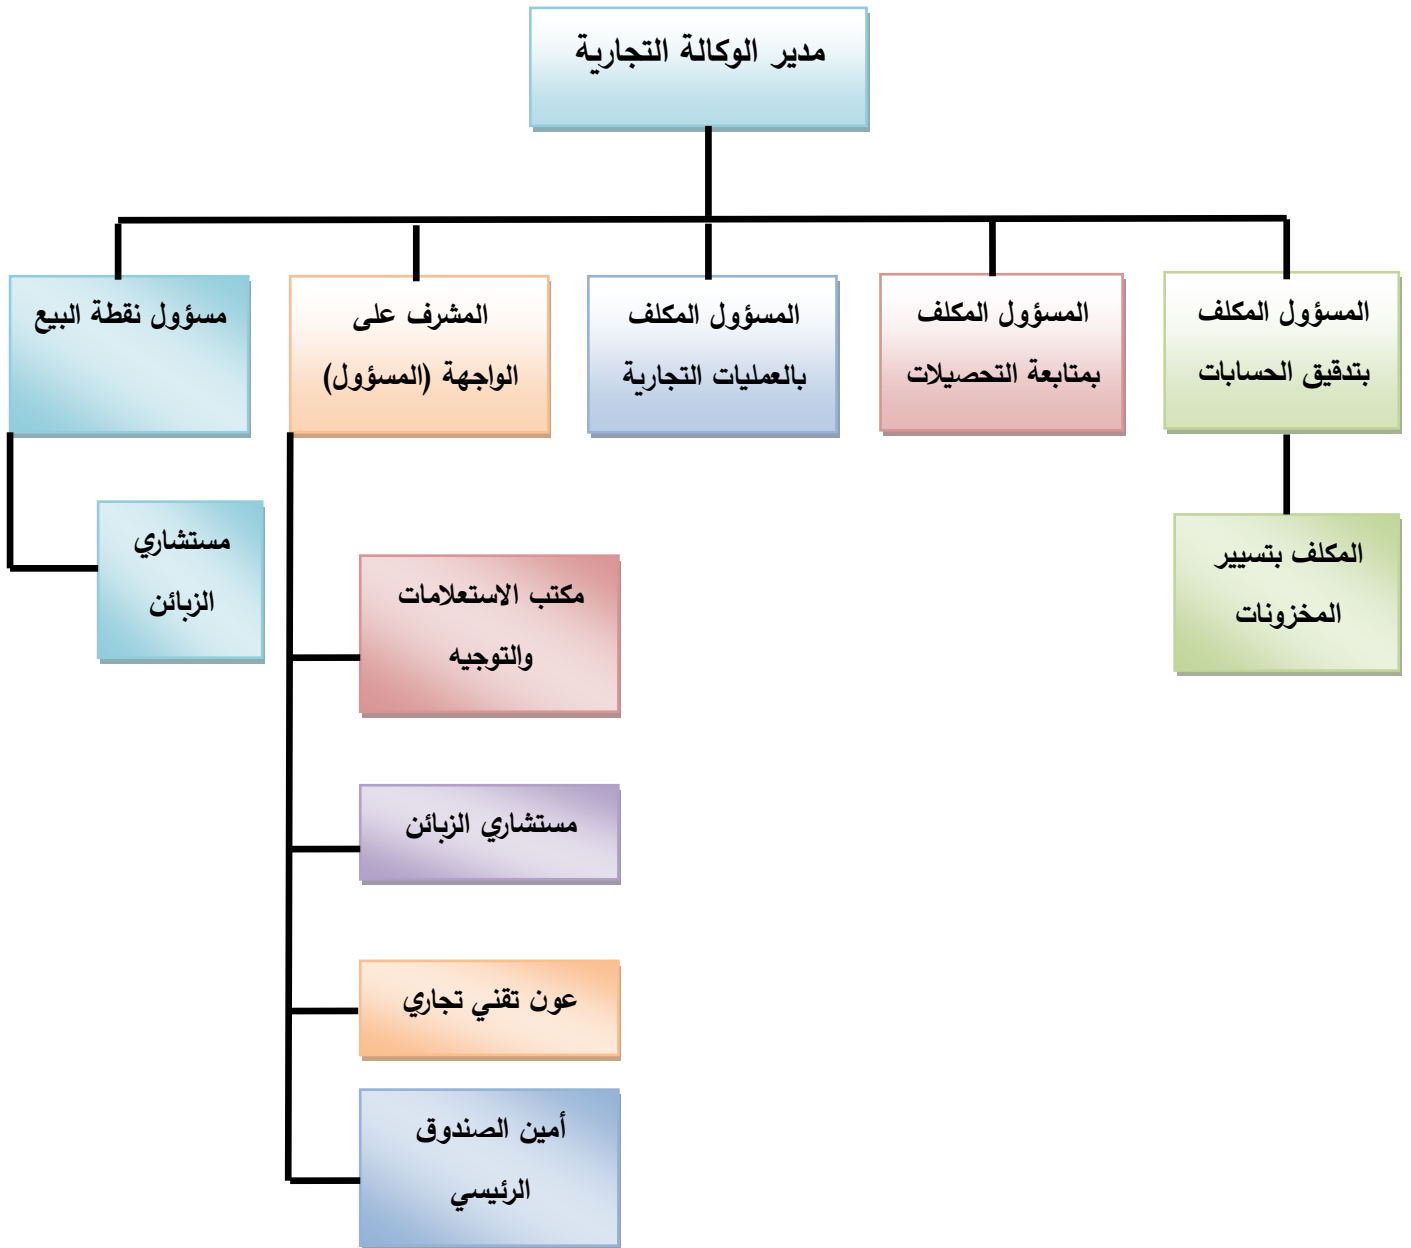 مدير الوكالة التجارية
المسؤول المكلف
بتدقيق الحسابات
المسؤول المكلف
بمتابعة التحصيلات
المسؤول المكلف
بالعمليات التجارية
المشرف على
الواجهة (المسؤول)
مسؤول نقطة البيع
المكلف بتسيير
المخزونات
مستشاري
الزبائن
مكتب الاستعلامات
والتوجيه
مستشاري الزبائن
عون تقني تجاري
أمين الصندوق
الرئيسي